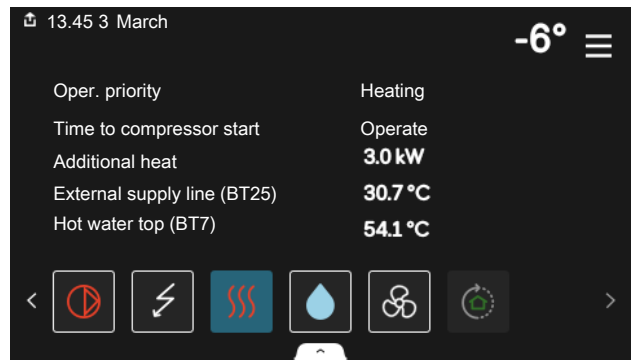 13.45 3 March
-6°
Oper. priority Heating
Time to compressor start Operate
Additional heat 3.0 kW
External supply line (BT25) 30.7 °C
Hot water top (BT7) 54.1 °C